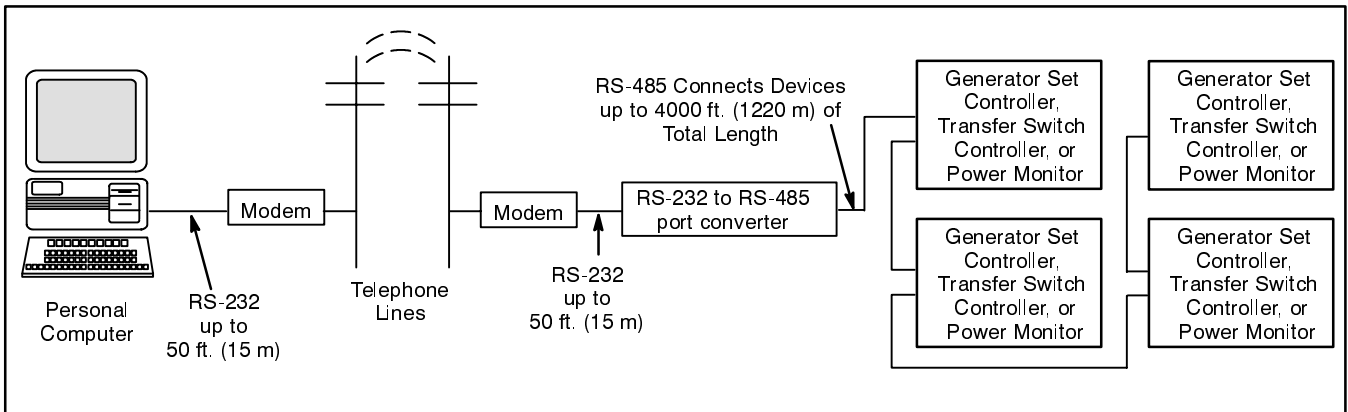 Personal
Computer
RS-232
up to
50 ft. (15 m)
Modem
Telephone
Lines
Modem
RS-232
up to
50 ft. (15 m)
RS-232 to RS-485
port converter
RS-485 Connects Devices
up to 4000 ft. (1220 m) of
Total Length
Generator Set
Controller,
Transfer Switch
Controller, or
Power Monitor
Generator Set
Controller,
Transfer Switch
Controller, or
Power Monitor
Generator Set
Controller,
Transfer Switch
Controller, or
Power Monitor
Generator Set
Controller,
Transfer Switch
Controller, or
Power Monitor